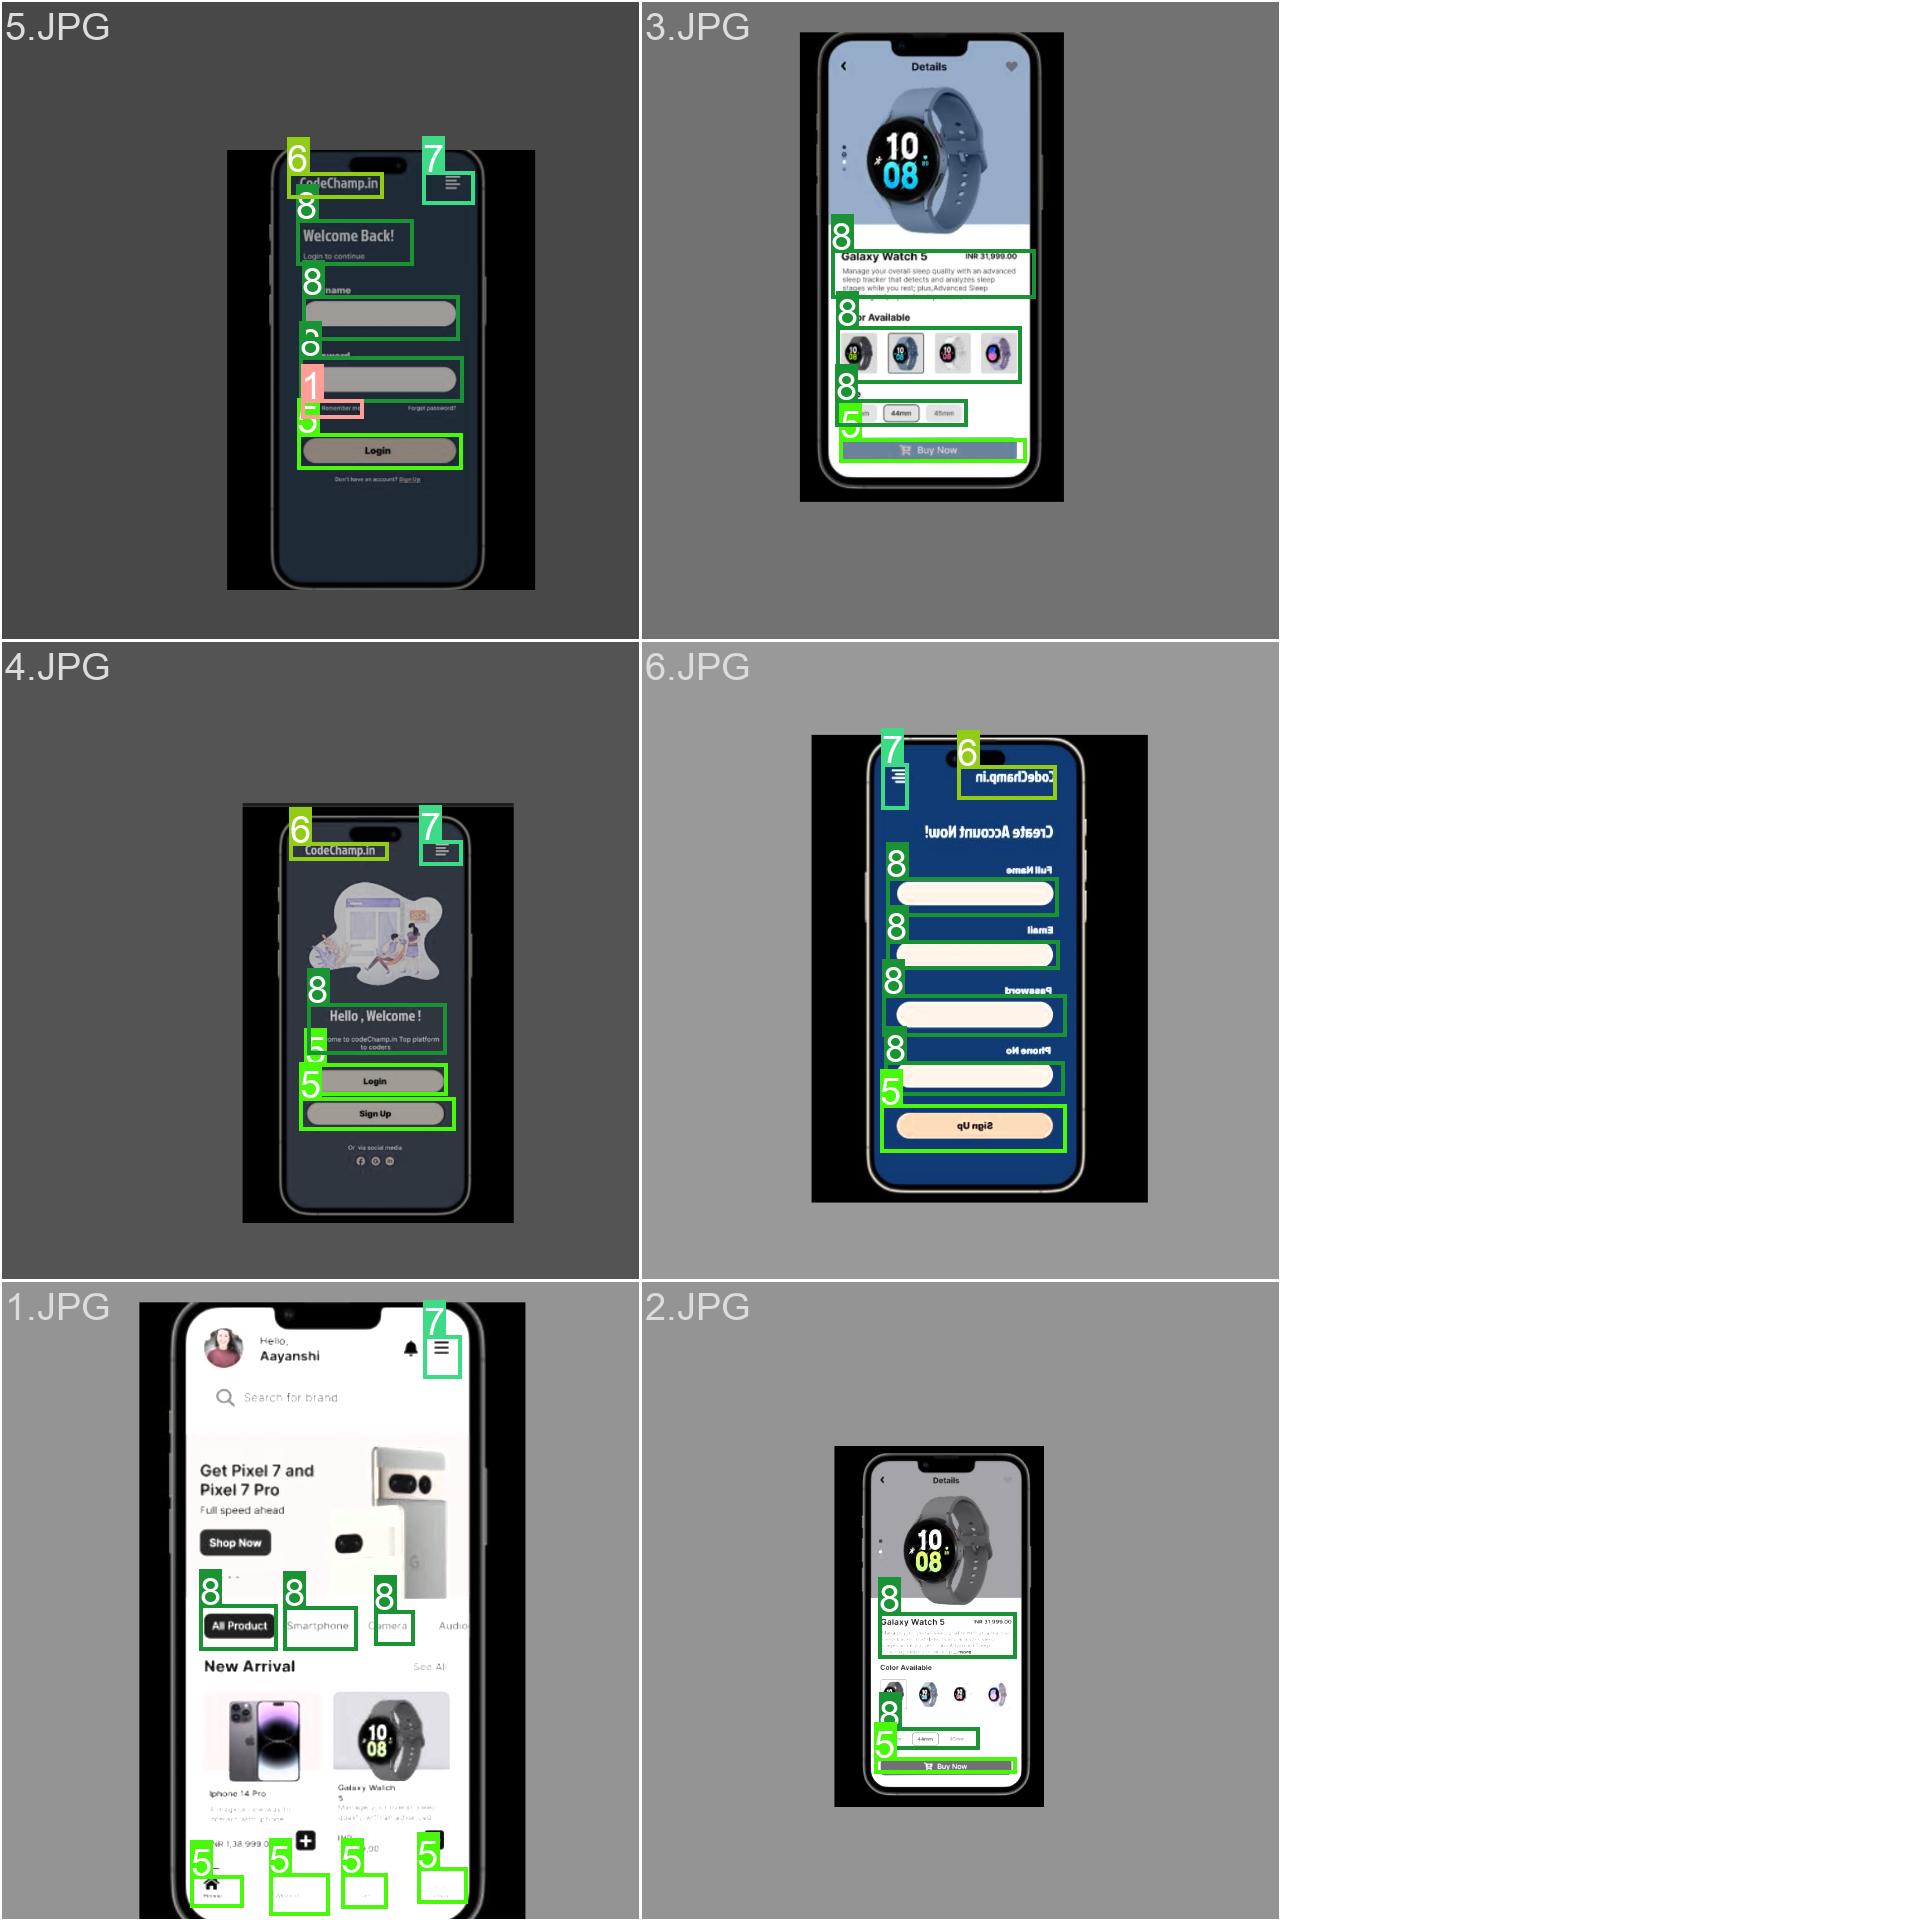 5.JPG
6
7
CodeChamp.in
8
Welcome Back!
Login to continue
8
name
8
1
Remember me
Forget password?
5
Login
Don't have an account? Sign Up
3.JPG
Details
10
08
8
Galaxy Watch 5
INR 31,999.00
Manage your overall sleep quality with an advanced
sleep tracker that detects and analyzes sleep
stages while you rest; plus,Advanced Sleep
8
or Available
8
44mm
45mm
5
Buy Now
4.JPG
6
7
CodeChamp.in
8
Hello , Welcome !
ome to codeChamp.in Top platform
to coders
5
Login
5
Sign Up
Or via social media
6.JPG
7
6
CodeChamp.in
Create Account Now!
8
Full Name
8
Email
8
Password
8
Phone No
5
Sign Up
1.JPG
7
Hello,
Aayanshi
Search for brand
Get Pixel 7 and
Pixel 7 Pro
Full speed ahead
Shop Now
8
8
8
All Product
Smartphone
Camera
Audio
New Arrival
See All
10
08
Iphone 14 Pro
Galaxy Watch
5
INR 1,38,999.0
5
5
5
5
Home
2.JPG
Details
10
08
8
Galaxy Watch 5
INR 31,999.00
Color Available
8
44mm
5
Buy Now